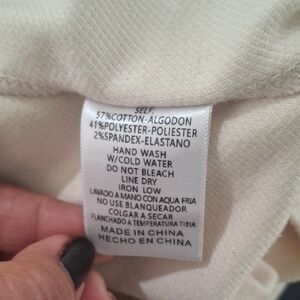 SELF:
57%COTTON-ALGODON
41%POLYESTER-POLIESTER
2%SPANDEX-ELASTANO
HAND WASH
W/COLD WATER
DO NOT BLEACH
LINE DRY
IRON LOW
LAVADO A MANO CON AQUA FRIA
NO USE BLANQUEADOR
COLGAR A SECAR
PLANCHADO A TEMPERATURA TIBIA
MADE IN CHINA
HECHO EN CHINA